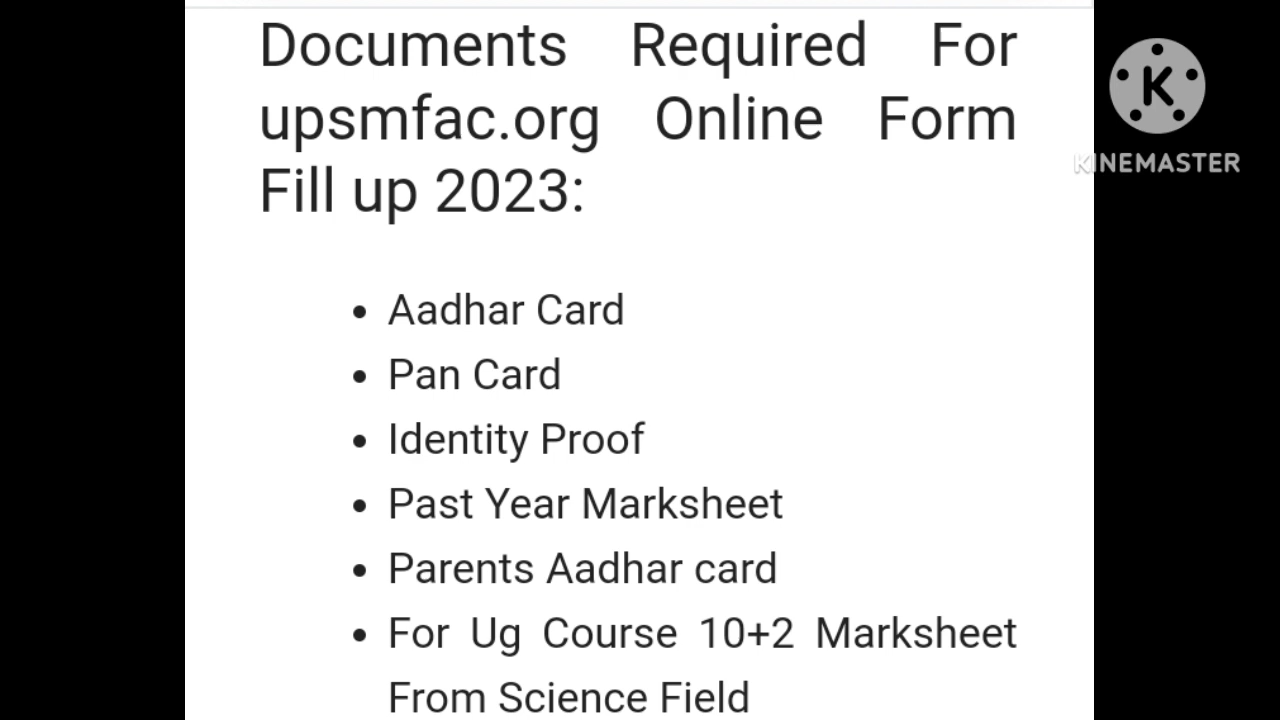 Documents Required For
upsmfac.org Online Form
Fill up 2023:
K
KINEMASTER
• Aadhar Card
• Pan Card
• Identity Proof
• Past Year Marksheet
• Parents Aadhar card
• For Ug Course 10+2 Marksheet
From Science Field